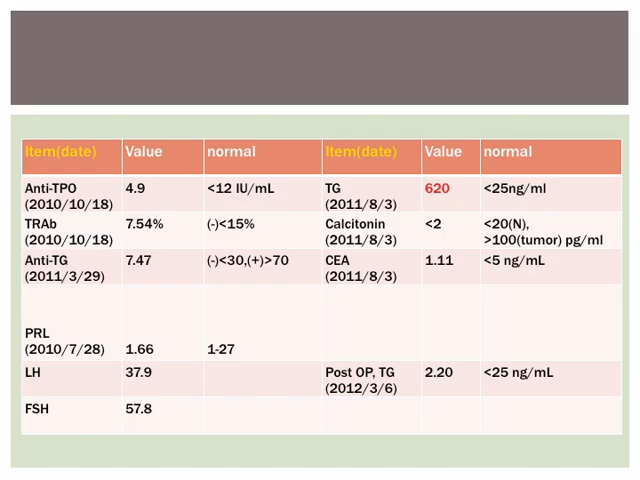 Item(date) Value normal Item(date) Value normal
Anti-TPO 4.9 <12 IU/mL TG 620 <25ng/ml
(2010/10/18) (2011/8/3)
TRAb 7.54% (-)<15% Calcitonin <2 <20(N),
(2010/10/18) (2011/8/3) >100(tumor) pg/ml
Anti-TG 7.47 (-)<30,(+)>70 CEA 1.11 <5 ng/mL
(2011/3/29) (2011/8/3)
PRL
(2010/7/28) 1.66 1-27
LH 37.9 Post OP, TG 2.20 <25 ng/mL
(2012/3/6)
FSH 57.8